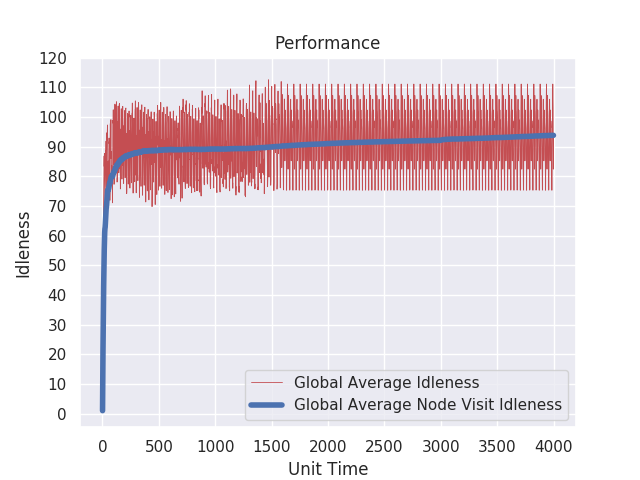 Performance
120
110
100
90
80
70
60
50
40
30
20
10
0
Idleness
Global Average Idleness
Global Average Node Visit Idleness
0 500 1000 1500 2000 2500 3000 3500 4000
Unit Time